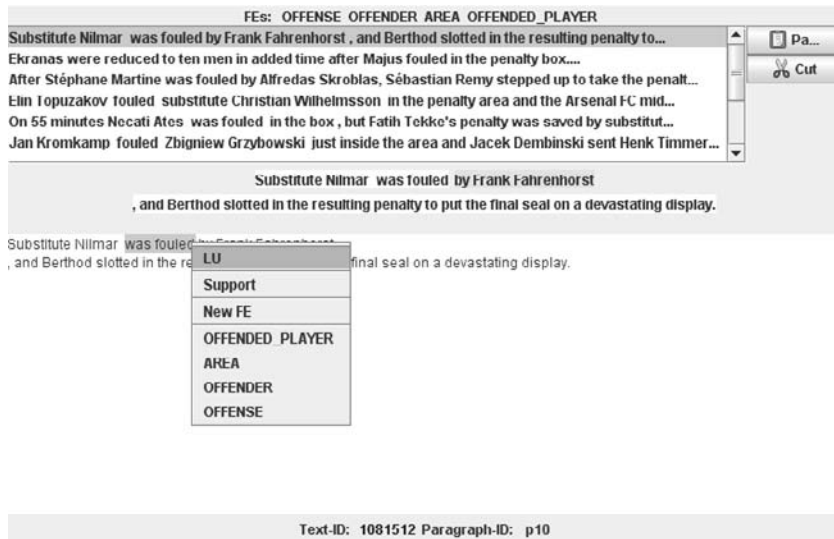 FEs: OFFENSE OFFENDER AREA OFFENDED_PLAYER
Substitute Nilmar was fouled by Frank Fahrenhorst , and Berthod slotted in the resulting penalty to...
Ekranas were reduced to ten men in added time after Majus fouled in the penalty box....
After Stéphane Martine was fouled by Alfredas Skroblas, Sébastian Remy stepped up to take the penalt...
Elin Topuzakov fouled substitute Christian Wilhelmsson in the penalty area and the Arsenal FC mid...
On 55 minutes Necati Ates was fouled in the box , but Fatih Tekke's penalty was saved by substitut...
Jan Kromkamp fouled Zbigniew Grzybowski just inside the area and Jacek Dembinski sent Henk Timmer...
Pa...
Cut
Substitute Nilmar was fouled by Frank Fahrenhorst
, and Berthod slotted in the resulting penalty to put the final seal on a devastating display.
Substitute Nilmar was fouled by Frank Fahrenhorst
, and Berthod slotted in the re final seal on a devastating display.
LU
Support
New FE
OFFENDED_PLAYER
AREA
OFFENDER
OFFENSE
Text-ID: 1081512 Paragraph-ID: p10